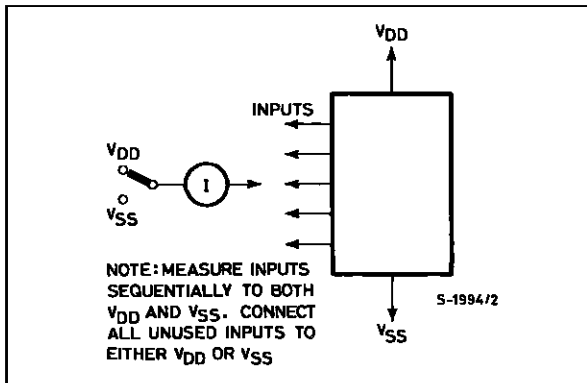 VDD
INPUTS
VDD
I
VSS
NOTE: MEASURE INPUTS
SEQUENTIALLY TO BOTH
VDD AND VSS. CONNECT
ALL UNUSED INPUTS TO
EITHER VDD OR VSS
S-1994/2
VSS